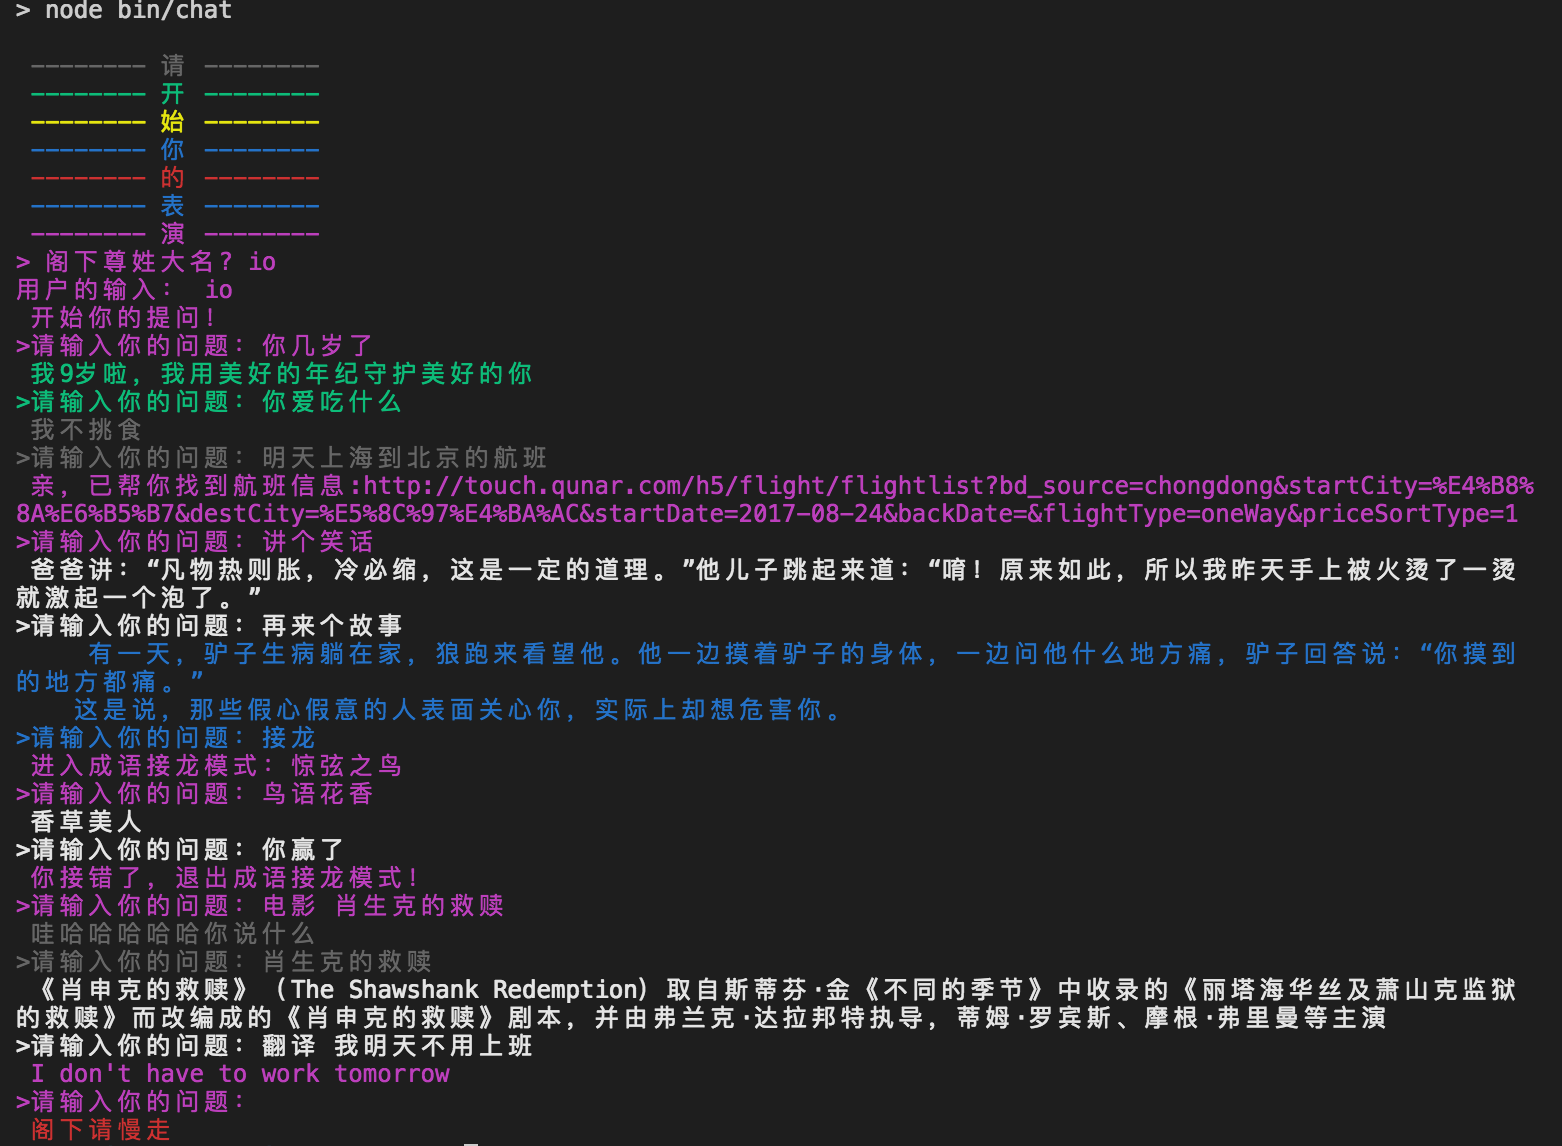 > node bin/chat
-------- 请 --------
-------- 开 --------
-------- 始 --------
-------- 你 --------
-------- 的 --------
-------- 表 --------
-------- 演 --------
> 阁下尊姓大名? io
用户的输入:  io
开始你的提问!
>请输入你的问题: 你几岁了
我9岁啦, 我用美好的年纪守护美好的你
>请输入你的问题: 你爱吃什么
我不挑食
>请输入你的问题: 明天上海到北京的航班
亲, 已帮你找到航班信息:http://touch.qunar.com/h5/flight/flightlist?bd_source=chongdong&startCity=%E4%B8%
8A%E6%B5%B7&destCity=%E5%8C%97%E4%BA%AC&startDate=2017-08-24&backDate=&flightType=oneWay&priceSortType=1
>请输入你的问题: 讲个笑话
爸爸讲: “凡物热则胀, 冷必缩, 这是一定的道理。”他儿子跳起来道: “唷! 原来如此, 所以我昨天手上被火烫了一烫
就激起一个泡了。”
>请输入你的问题: 再来个故事
有一天, 驴子生病躺在家, 狼跑来看望他。他一边摸着驴子的身体, 一边问他什么地方痛, 驴子回答说: “你摸到
的地方都痛。”
这是说, 那些假心假意的人表面关心你, 实际上却想危害你。
>请输入你的问题: 接龙
进入成语接龙模式: 惊弦之鸟
>请输入你的问题: 鸟语花香
香草美人
>请输入你的问题: 你赢了
你接错了, 退出成语接龙模式!
>请输入你的问题: 电影 肖生克的救赎
哇哈哈哈哈哈你说什么
>请输入你的问题: 肖生克的救赎
《肖申克的救赎》 (The Shawshank Redemption) 取自斯蒂芬·金《不同的季节》中收录的《丽塔海华丝及萧山克监狱
的救赎》而改编成的《肖申克的救赎》剧本, 并由弗兰克·达拉邦特执导, 蒂姆·罗宾斯、摩根·弗里曼等主演
>请输入你的问题: 翻译 我明天不用上班
I don't have to work tomorrow
>请输入你的问题:
阁下请慢走